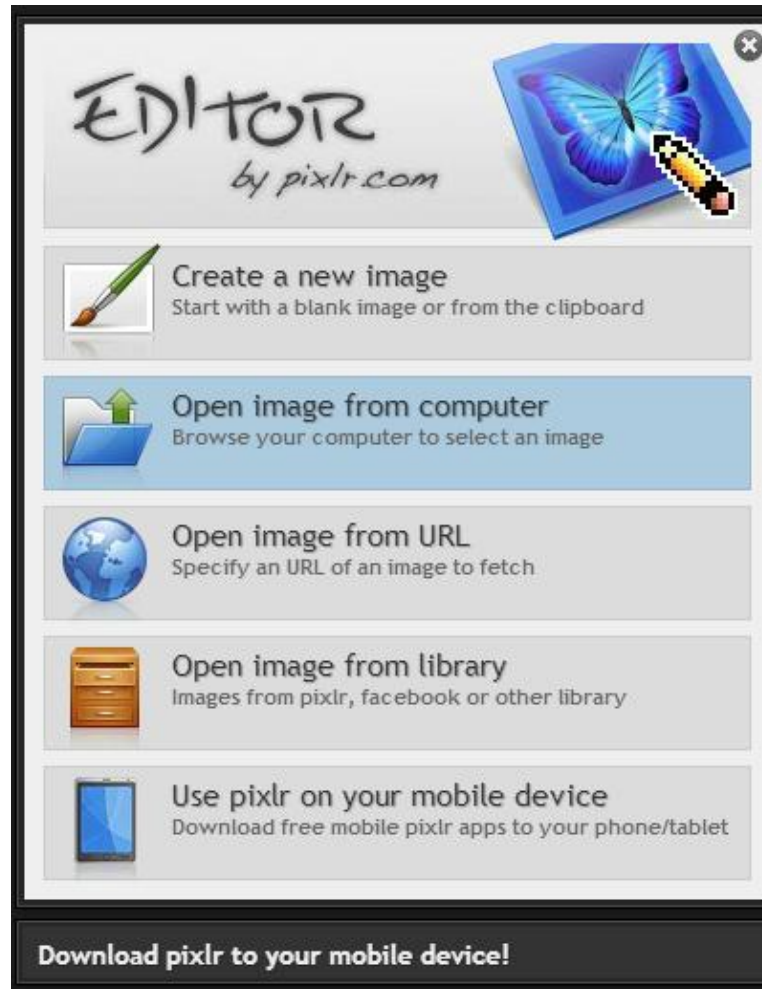 EDITOR
by pixlr.com
Create a new image
Start with a blank image or from the clipboard
Open image from computer
Browse your computer to select an image
Open image from URL
Specify an URL of an image to fetch
Open image from library
Images from pixlr, facebook or other library
Use pixlr on your mobile device
Download free mobile pixlr apps to your phone/tablet
Download pixlr to your mobile device!